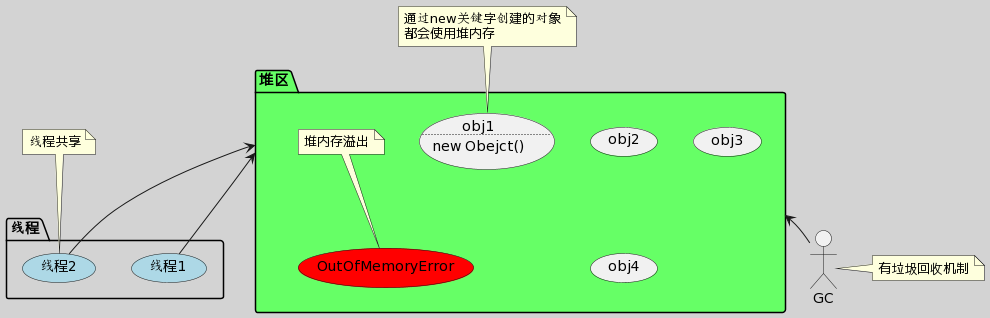 通过new关键字创建的对象
都会使用堆内存
堆区
线程共享
堆内存溢出
obj1
new Obejct()
obj2
obj3
线程
线程2
线程1
OutOfMemoryError
obj4
有垃圾回收机制
GC